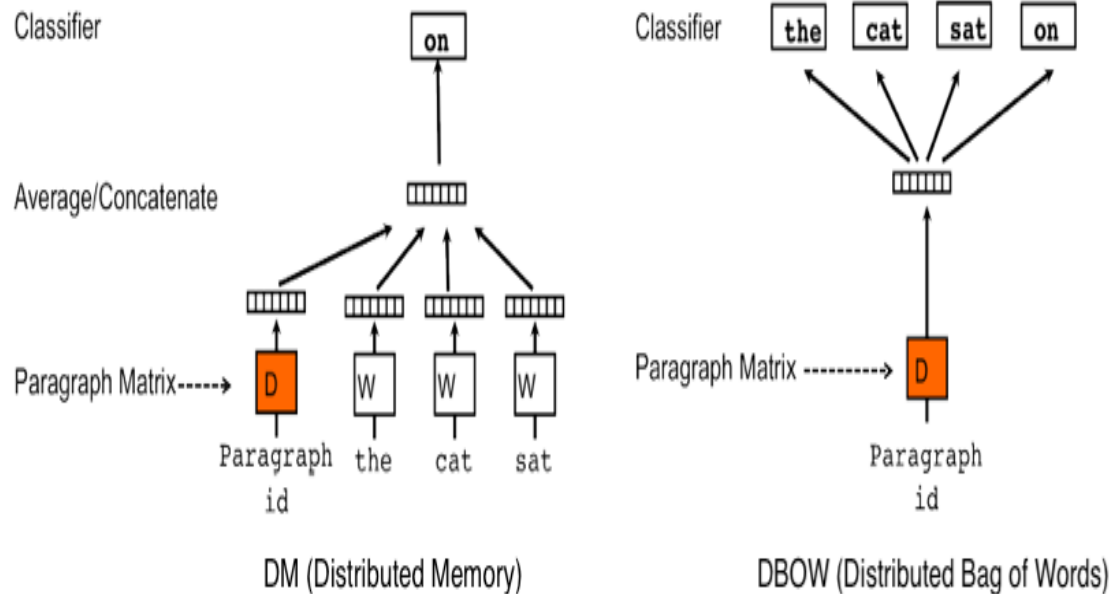 Classifier
on
Average/Concatenate
Paragraph Matrix
D
W
W
W
Paragraph
id
the
cat
sat
DM (Distributed Memory)
Classifier
the
cat
sat
on
Paragraph Matrix
D
Paragraph
id
DBOW (Distributed Bag of Words)